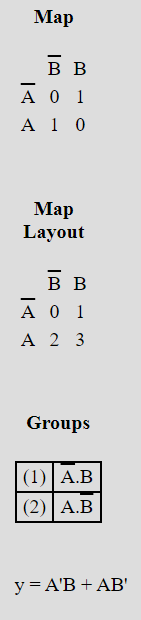 Map
B̅ B
A̅ 0 1
A 1 0
Map
Layout
B̅ B
A̅ 0 1
A 2 3
Groups
(1) A̅.B
(2) A.B̅
y = A'B + AB'